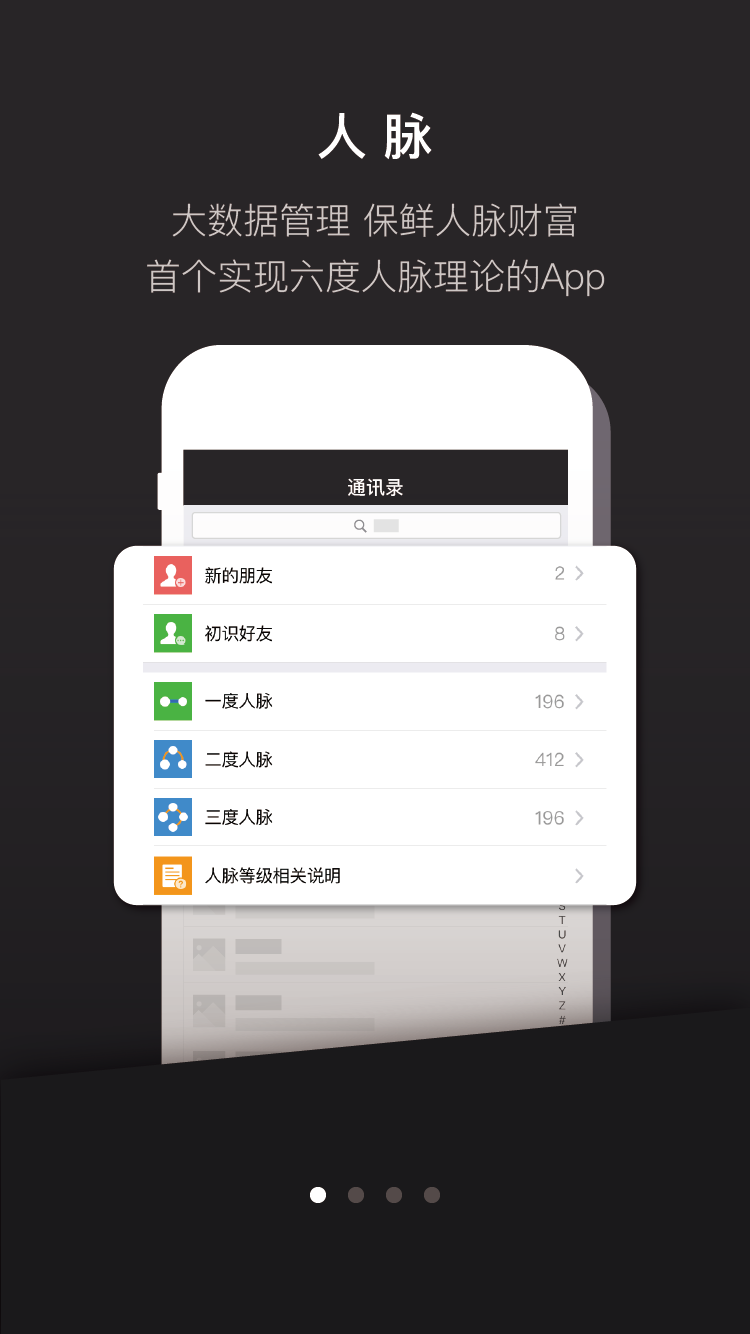 人脉
大数据管理 保鲜人脉财富
首个实现六度人脉理论的App
通讯录
新的朋友 2
初识好友 8
一度人脉 196
二度人脉 412
三度人脉 196
人脉等级相关说明
S
T
U
V
W
X
Y
Z
#